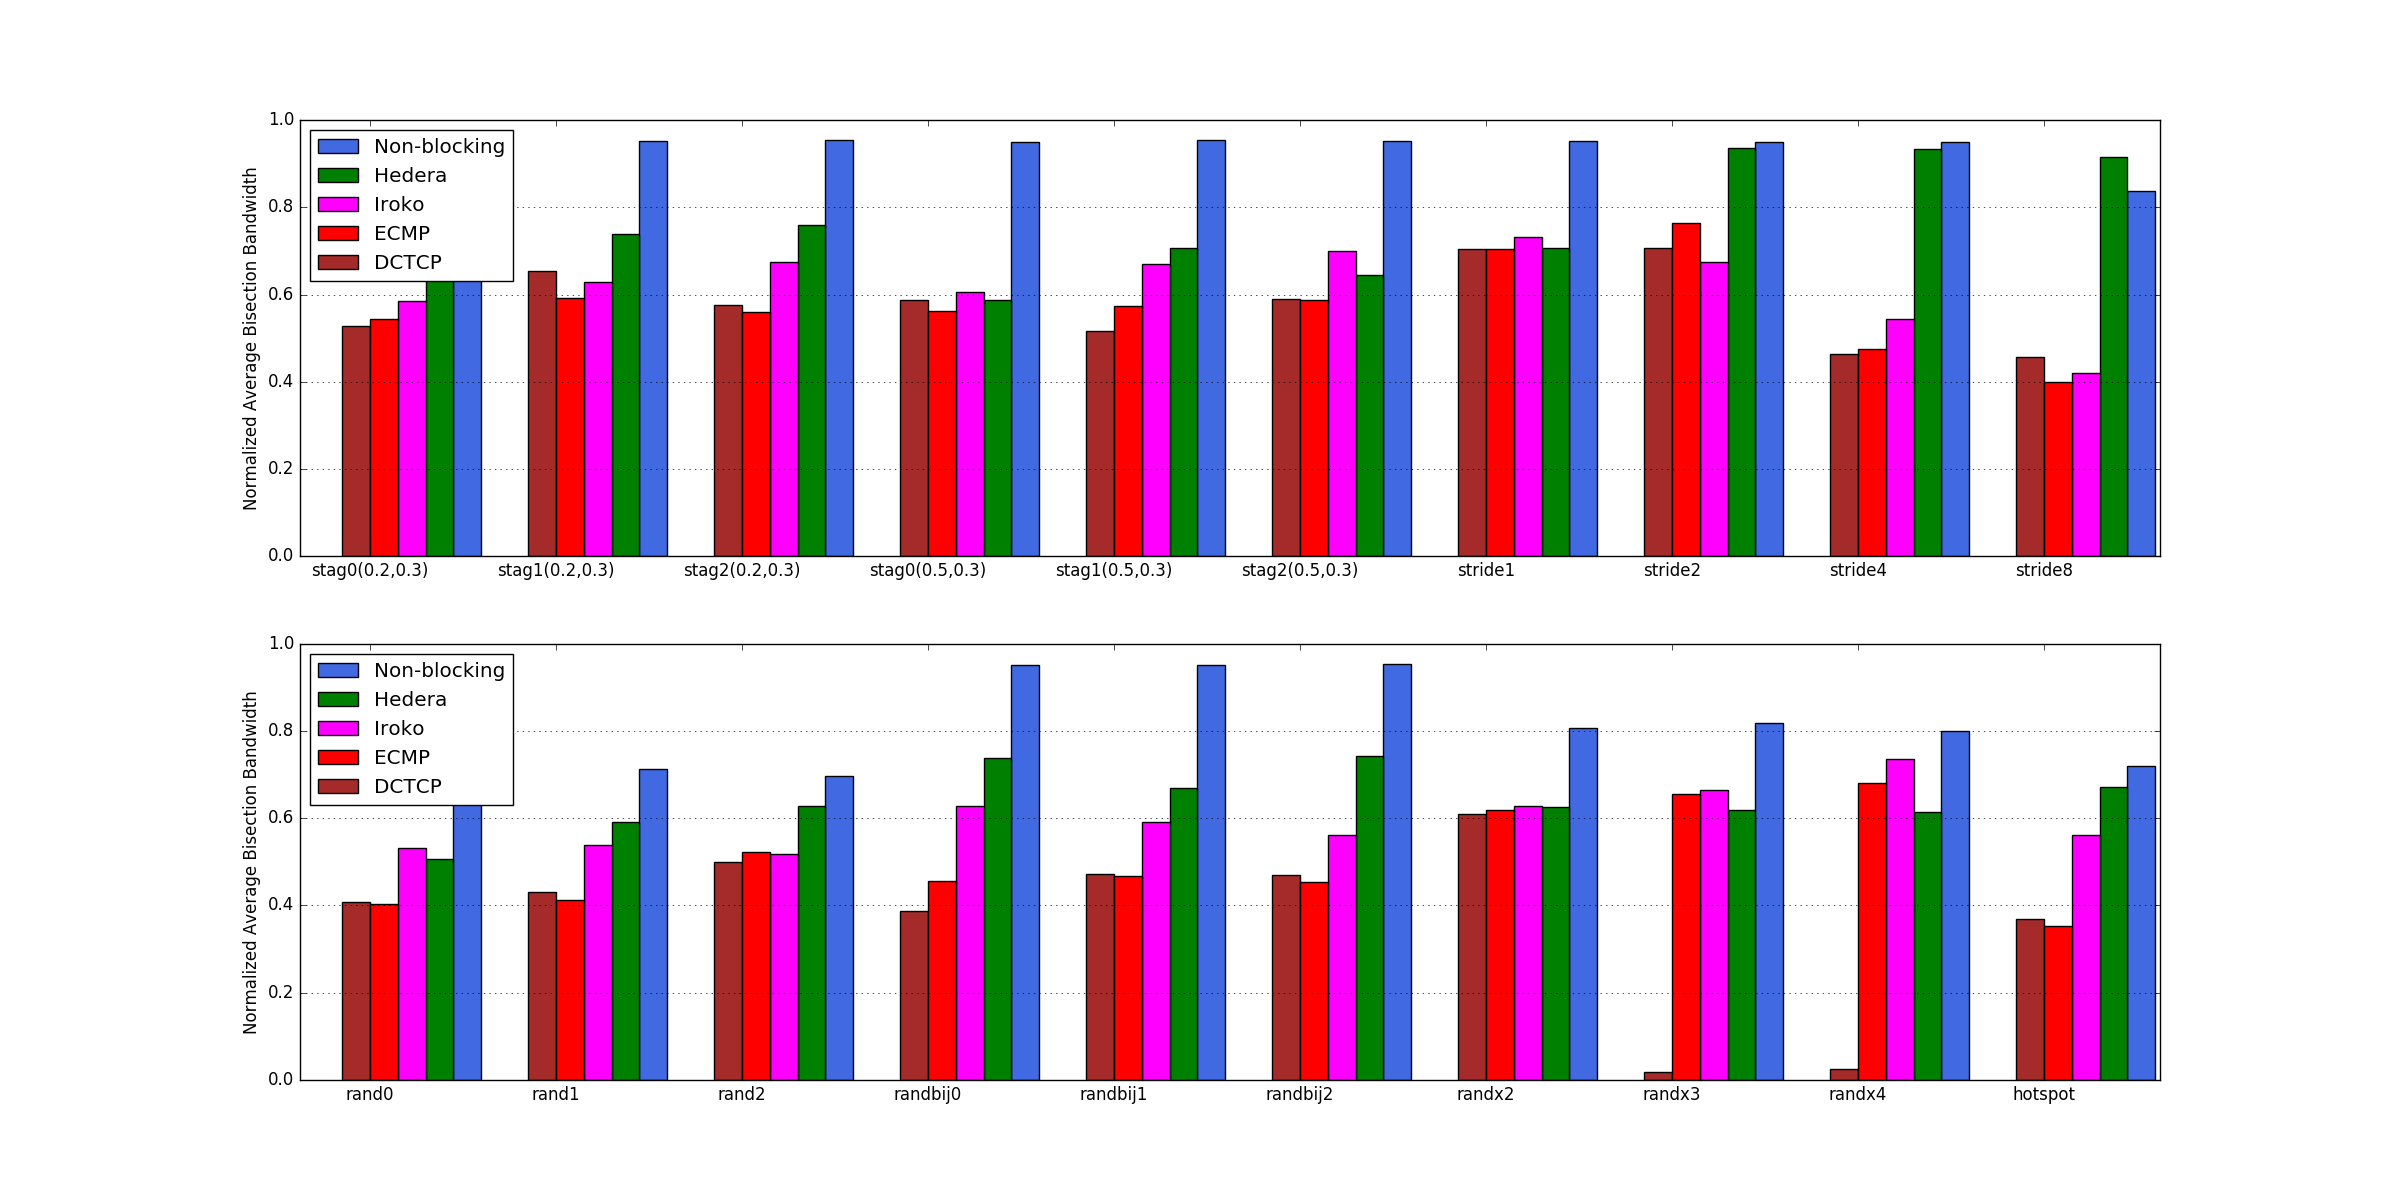 Normalized Average Bisection Bandwidth
1.0
0.8
0.6
0.4
0.2
0.0
Non-blocking
Hedera
Iroko
ECMP
DCTCP
stag0(0.2,0.3) stag1(0.2,0.3) stag2(0.2,0.3) stag0(0.5,0.3) stag1(0.5,0.3) stag2(0.5,0.3) stride1 stride2 stride4 stride8
Normalized Average Bisection Bandwidth
1.0
0.8
0.6
0.4
0.2
0.0
Non-blocking
Hedera
Iroko
ECMP
DCTCP
rand0 rand1 rand2 randbij0 randbij1 randbij2 randx2 randx3 randx4 hotspot